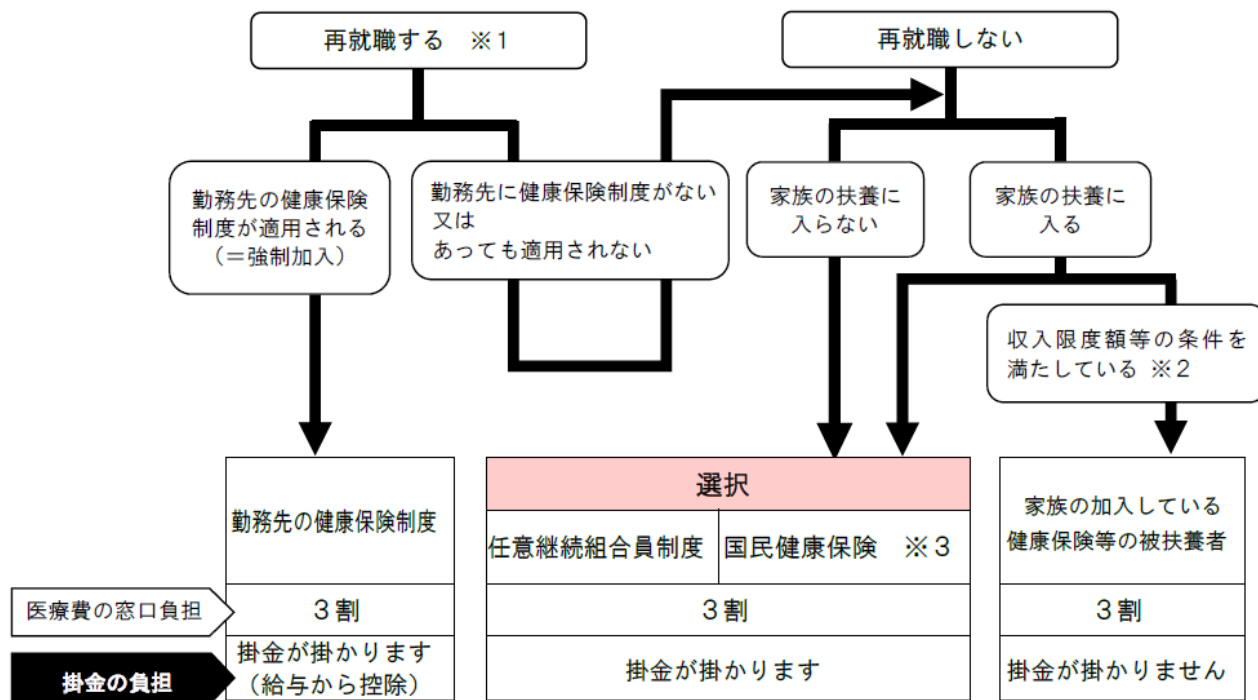 再就職する ※1
再就職しない
勤務先の健康保険
制度が適用される
（＝強制加入）
勤務先に健康保険制度がない
又は
あっても適用されない
家族の扶養に
入らない
家族の扶養に
入る
収入限度額等の条件を
満たしている ※2
勤務先の健康保険制度
選択
任意継続組合員制度
国民健康保険 ※3
家族の加入している
健康保険等の被扶養者
医療費の窓口負担
3割
3割
3割
掛金の負担
掛金が掛かります
（給与から控除）
掛金が掛かります
掛金が掛かりません